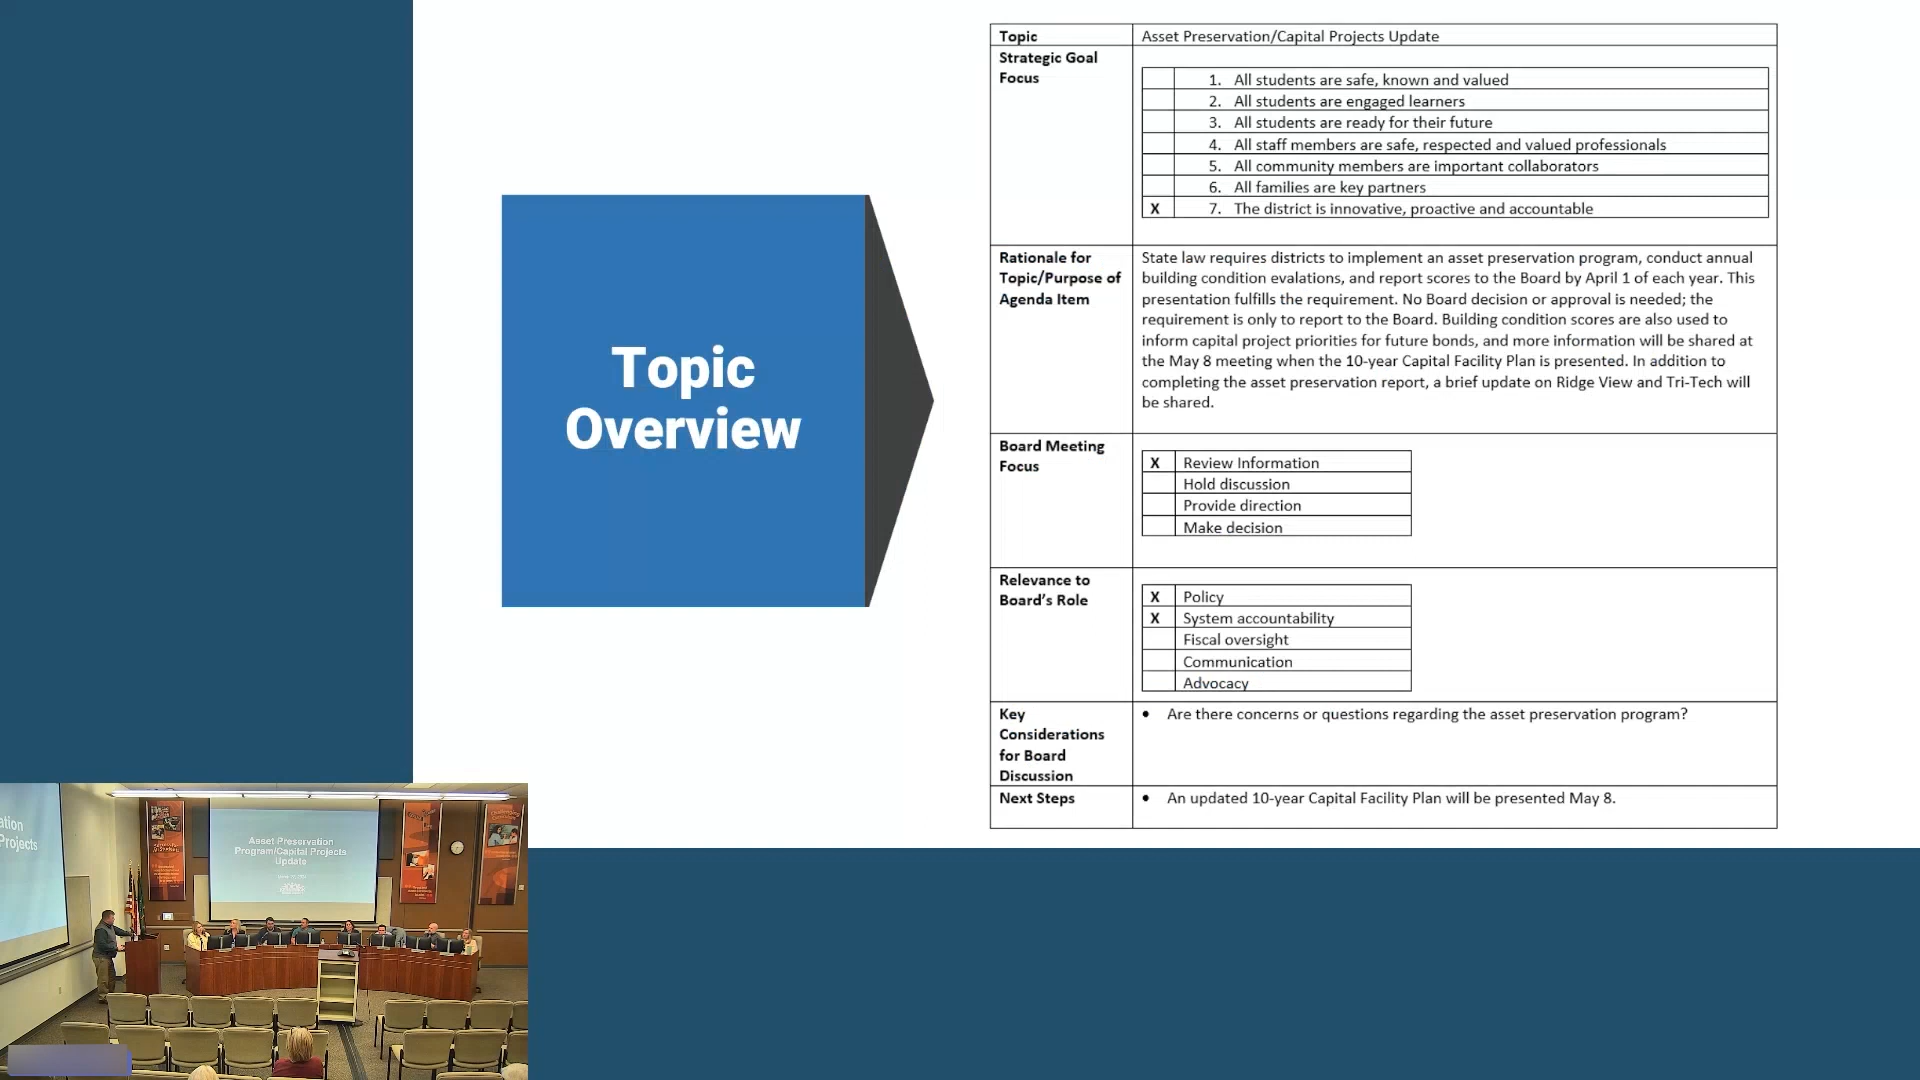 Topic
Overview
Topic
Asset Preservation/Capital Projects Update
Strategic Goal
Focus
1. All students are safe, known and valued
2. All students are engaged learners
3. All students are ready for their future
4. All staff members are safe, respected and valued professionals
5. All community members are important collaborators
6. All families are key partners
X 7. The district is innovative, proactive and accountable
Rationale for
Topic/Purpose of
Agenda Item
State law requires districts to implement an asset preservation program, conduct annual
building condition evalations, and report scores to the Board by April 1 of each year. This
presentation fulfills the requirement. No Board decision or approval is needed; the
requirement is only to report to the Board. Building condition scores are also used to
inform capital project priorities for future bonds, and more information will be shared at
the May 8 meeting when the 10-year Capital Facility Plan is presented. In addition to
completing the asset preservation report, a brief update on Ridge View and Tri-Tech will
be shared.
Board Meeting
Focus
X Review Information
Hold discussion
Provide direction
Make decision
Relevance to
Board's Role
X Policy
X System accountability
Fiscal oversight
Communication
Advocacy
Key
Considerations
for Board
Discussion
• Are there concerns or questions regarding the asset preservation program?
Next Steps
• An updated 10-year Capital Facility Plan will be presented May 8.
ation
Projects
Asset Preservation
Program/Capital Projects
Update